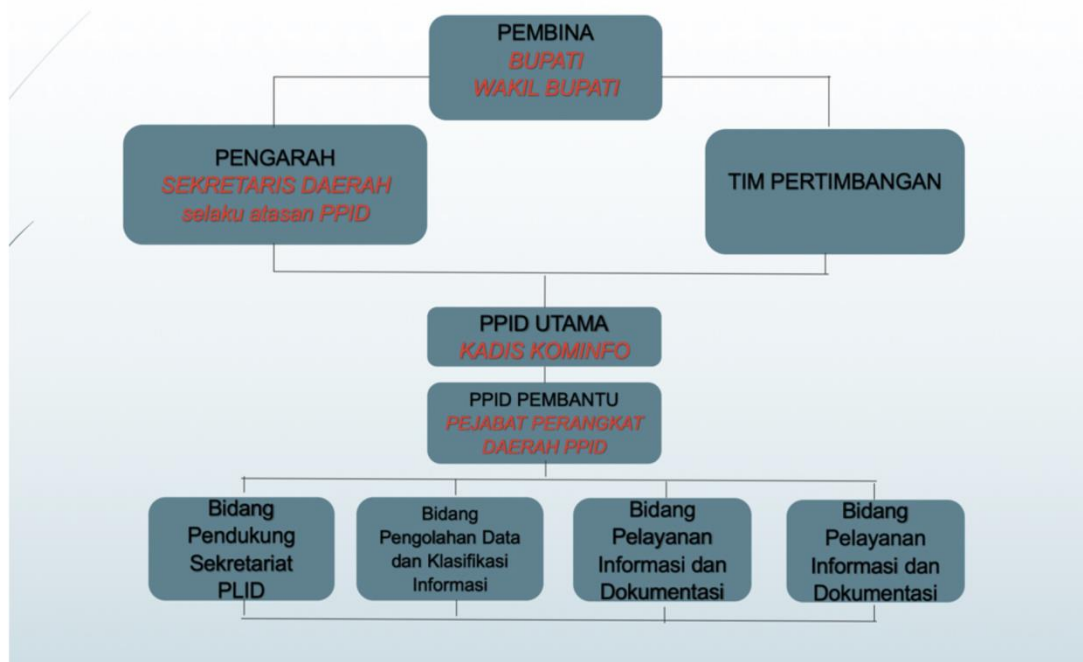 PEMBINA
BUPATI
WAKIL BUPATI
PENGARAH
SEKRETARIS DAERAH
selaku atasan PPID
TIM PERTIMBANGAN
PPID UTAMA
KADIS KOMINFO
PPID PEMBANTU
PEJABAT PERANGKAT
DAERAH PPID
Bidang
Pendukung
Sekretariat
PLID
Bidang
Pengolahan Data
dan Klasifikasi
Informasi
Bidang
Pelayanan
Informasi dan
Dokumentasi
Bidang
Pelayanan
Informasi dan
Dokumentasi